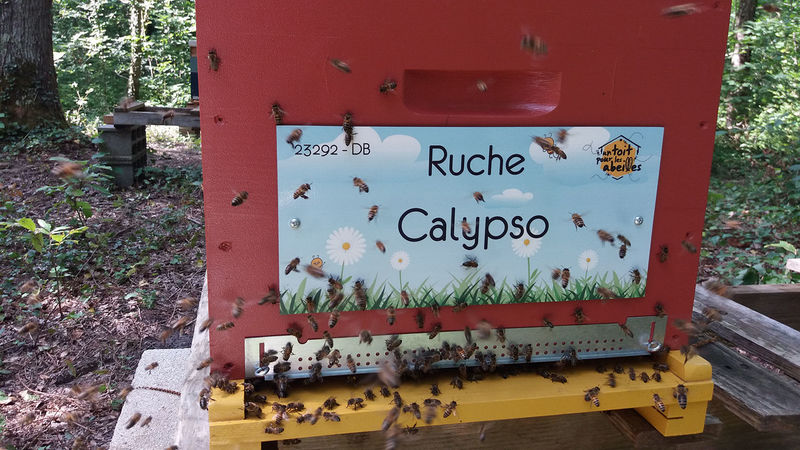 23292 - DB
Ruche
Calypso
un toit
pour les
abeilles